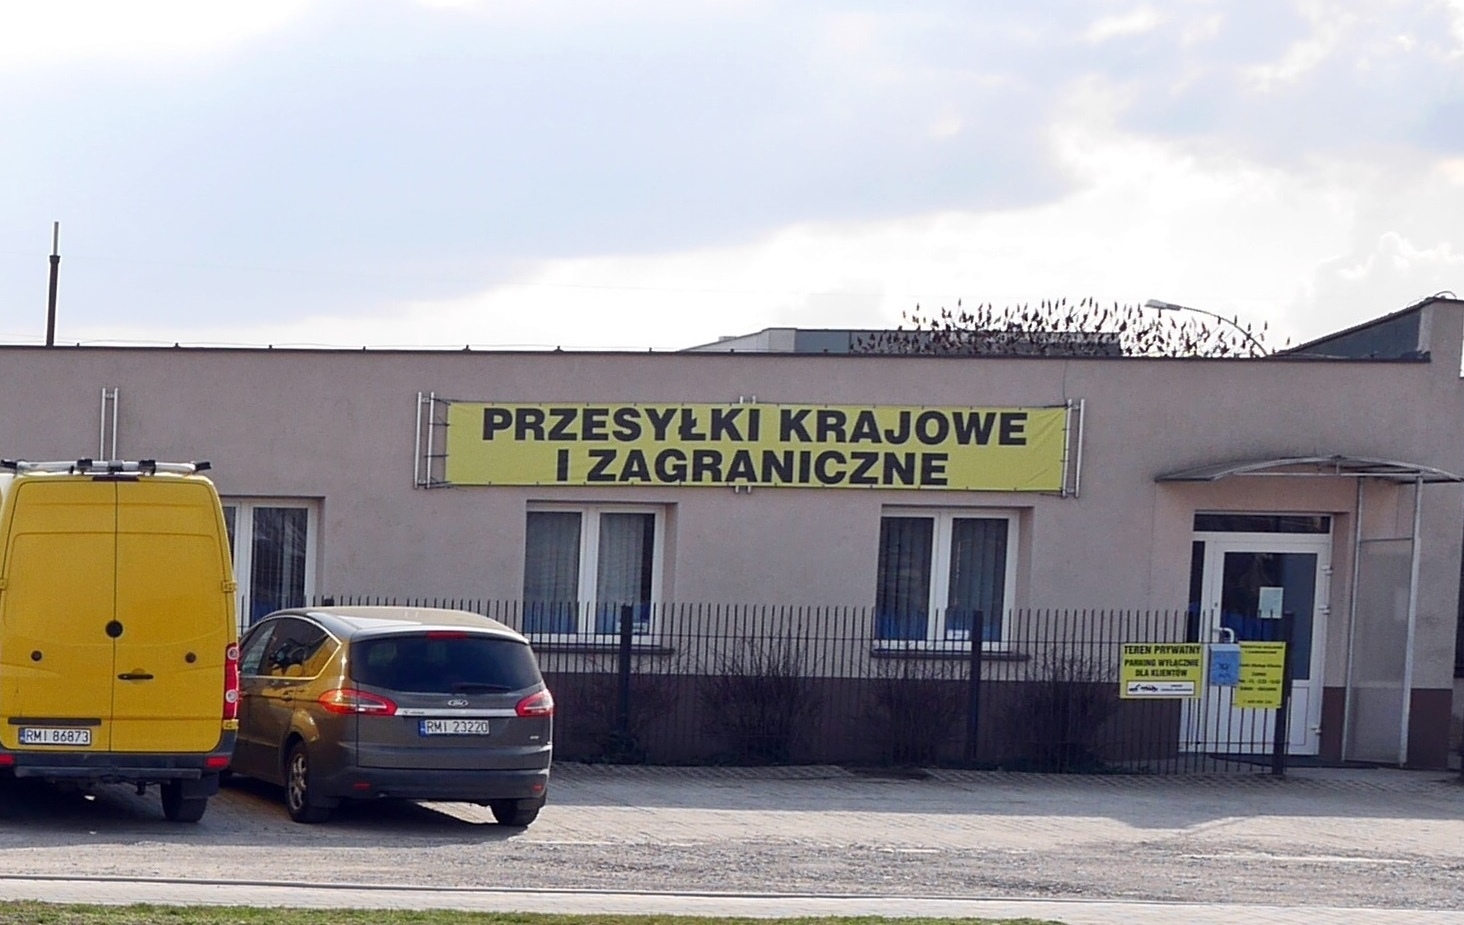 PRZESYŁKI KRAJOWE
I ZAGRANICZNE
TEREN PRYWATNY
PARKING WYŁĄCZNIE
DLA KLIENTÓW
RMI 86873
RMI 23220